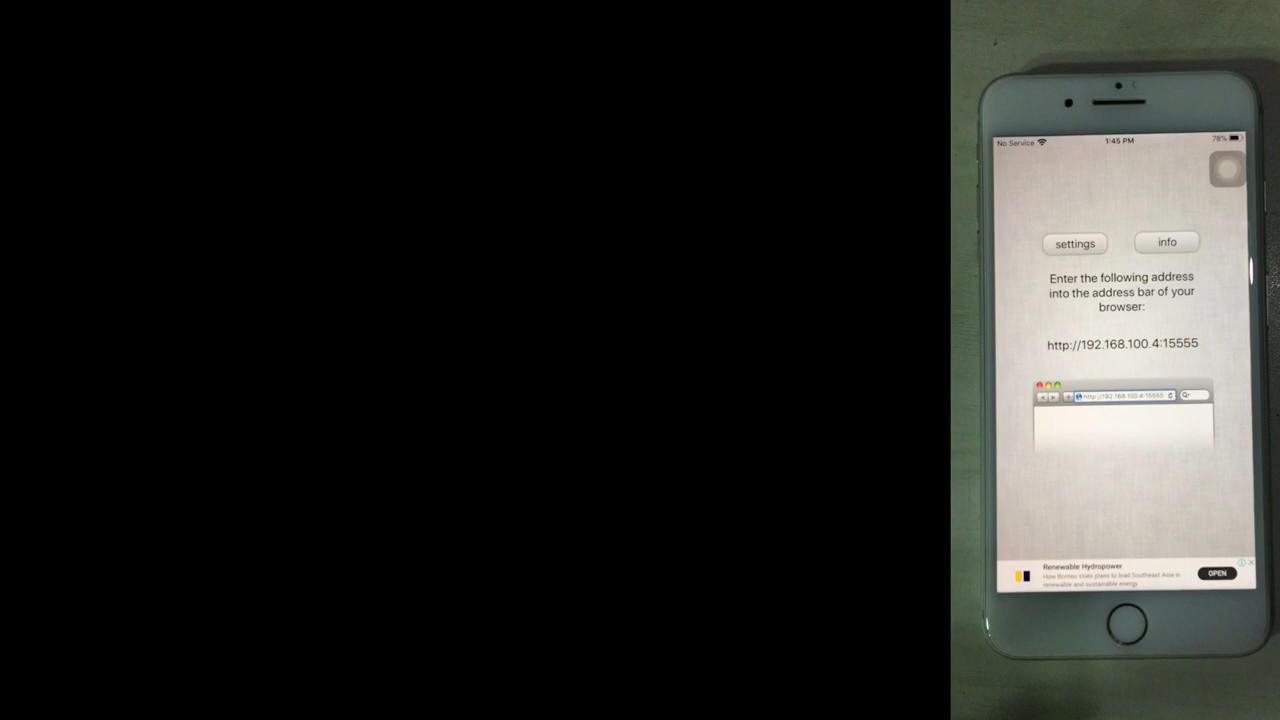 No Service
1:45 PM
78%
settings
info
Enter the following address
into the address bar of your
browser:
http://192.168.100.4:15555
http://192.168.100.4:15555
Renewable Hydropower
How Borneo state plans to lead Southeast Asia in
renewable and sustainable energy
OPEN